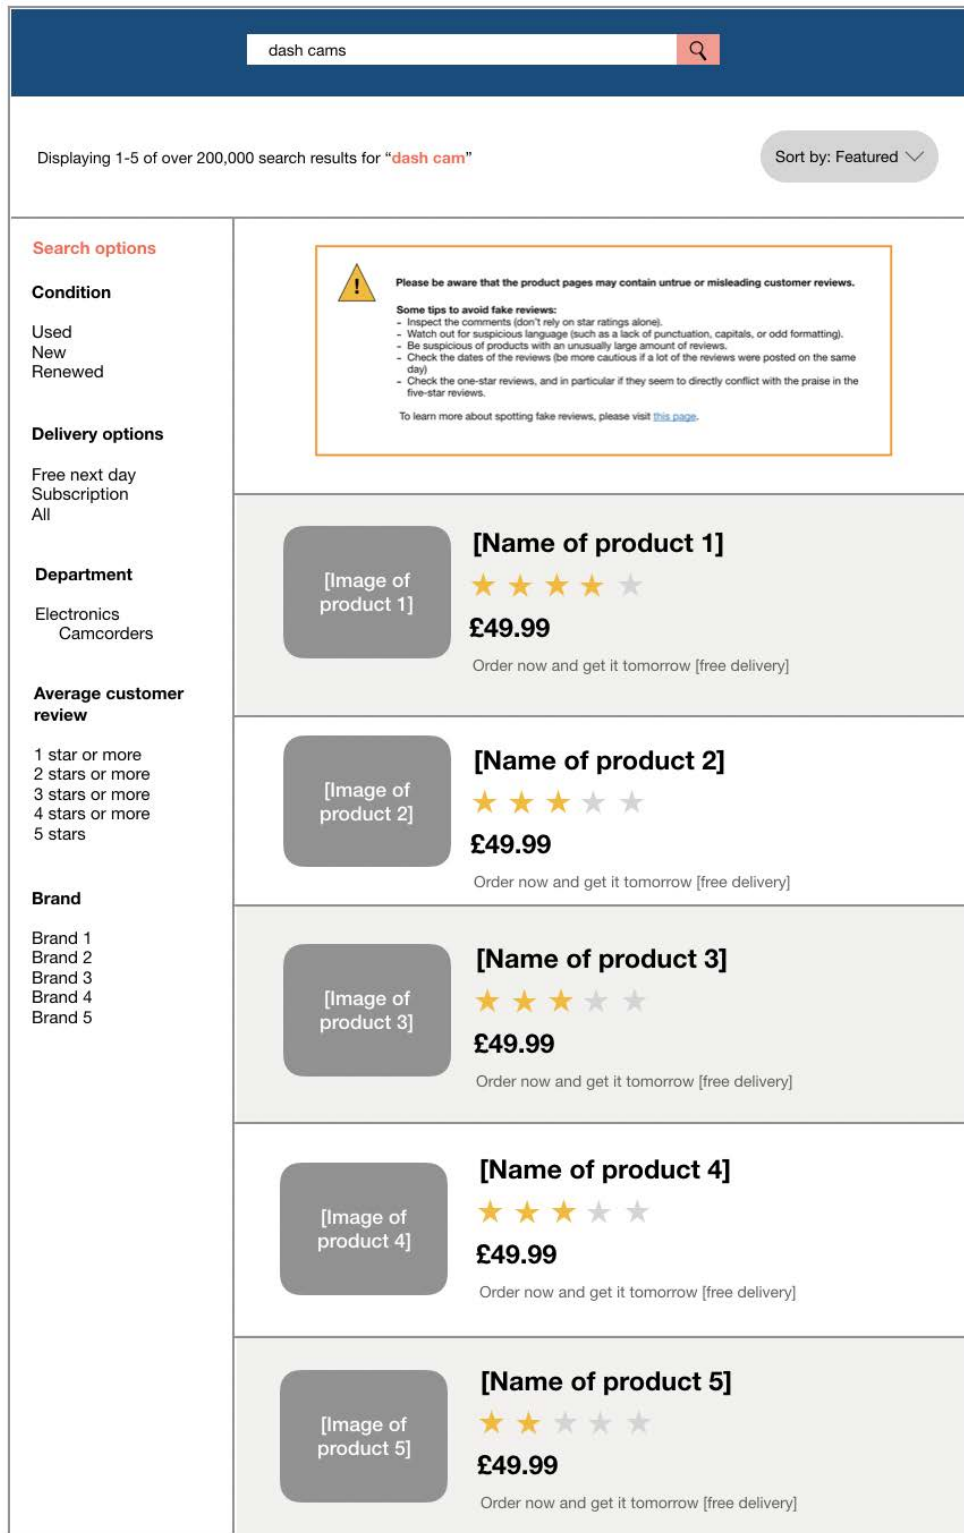 dash cams
Displaying 1-5 of over 200,000 search results for “dash cam”
Sort by: Featured
Search options
Condition
Used
New
Renewed
Delivery options
Free next day
Subscription
All
Department
Electronics
Camcorders
Average customer
review
1 star or more
2 stars or more
3 stars or more
4 stars or more
5 stars
Brand
Brand 1
Brand 2
Brand 3
Brand 4
Brand 5
!
Please be aware that the product pages may contain untrue or misleading customer reviews.
Some tips to avoid fake reviews:
- Inspect the comments (don't rely on star ratings alone).
- Watch out for suspicious language (such as a lack of punctuation, capitals, or odd formatting).
- Be suspicious of products with an unusually large amount of reviews.
- Check the dates of the reviews (be more cautious if a lot of the reviews were posted on the same
day)
- Check the one-star reviews, and in particular if they seem to directly conflict with the praise in the
five-star reviews.
To learn more about spotting fake reviews, please visit this page.
[Image of
product 1]
[Name of product 1]
£49.99
Order now and get it tomorrow [free delivery]
[Image of
product 2]
[Name of product 2]
£49.99
Order now and get it tomorrow [free delivery]
[Image of
product 3]
[Name of product 3]
£49.99
Order now and get it tomorrow [free delivery]
[Image of
product 4]
[Name of product 4]
£49.99
Order now and get it tomorrow [free delivery]
[Image of
product 5]
[Name of product 5]
£49.99
Order now and get it tomorrow [free delivery]